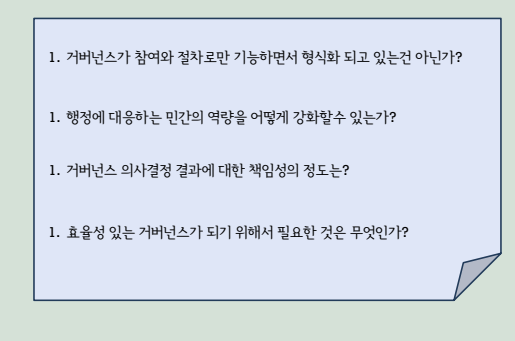 1. 거버넌스가 참여와 절차로만 기능하면서 형식화 되고 있는건 아닌가?
1. 행정에 대응하는 민간의 역량을 어떻게 강화할수 있는가?
1. 거버넌스 의사결정 결과에 대한 책임성의 정도는?
1. 효율성 있는 거버넌스가 되기 위해서 필요한 것은 무엇인가?